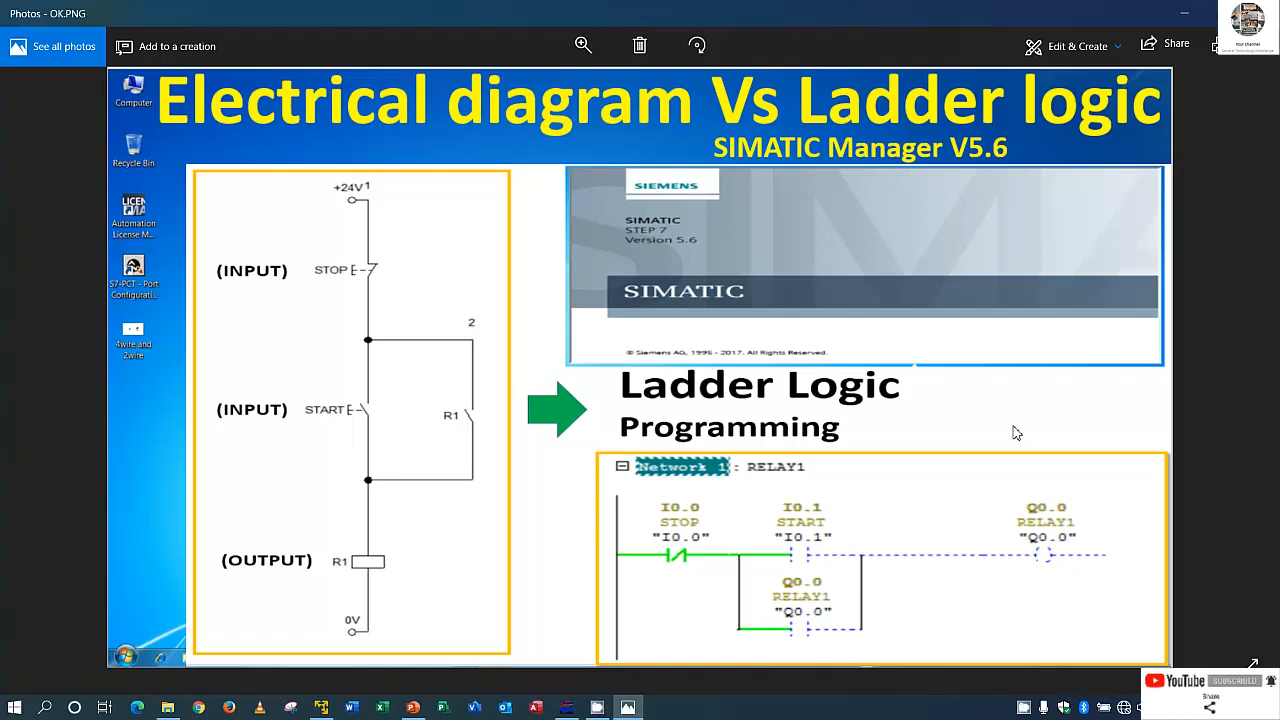 Photos - OK.PNG
See all photos
Add to a creation
Edit & Create
Share
Your channel
Computer
Recycle Bin
Automation
License M...
S7-PCT - Port
Configurati...
4wire and
2wire
Electrical diagram Vs Ladder logic
SIMATIC Manager V5.6
+24V
1
(INPUT)
STOP
2
(INPUT)
START
R1
(OUTPUT)
R1
0V
SIEMENS
SIMATIC
STEP 7
Version 5.6
SIMATIC
© Siemens AG, 1995 - 2017. All Rights Reserved.
Ladder Logic
Programming
Network 1 : RELAY1
I0.0
STOP
"I0.0"
I0.1
START
"I0.1"
Q0.0
RELAY1
"Q0.0"
Q0.0
RELAY1
"Q0.0"
YouTube
SUBSCRIBED
Share